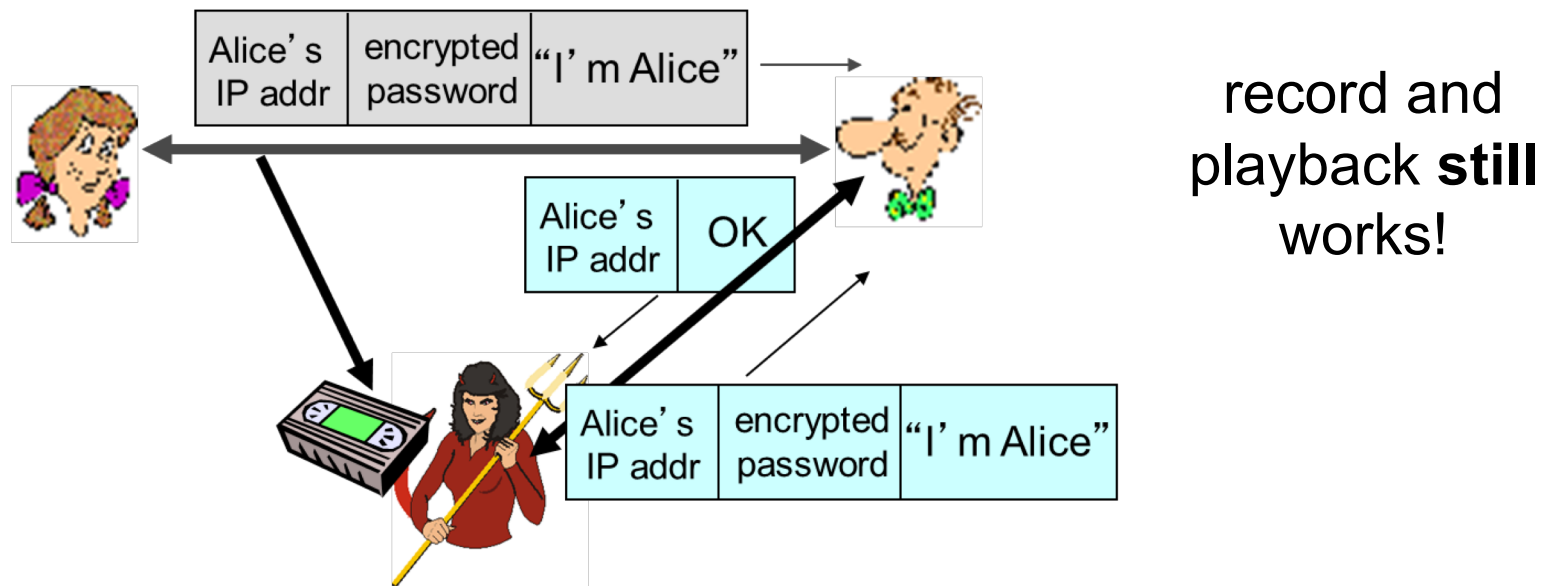 Alice’s
IP addr
encrypted
password
“I’m Alice”
record and
playback still
works!
Alice’s
IP addr
OK
Alice’s
IP addr
encrypted
password
“I’m Alice”